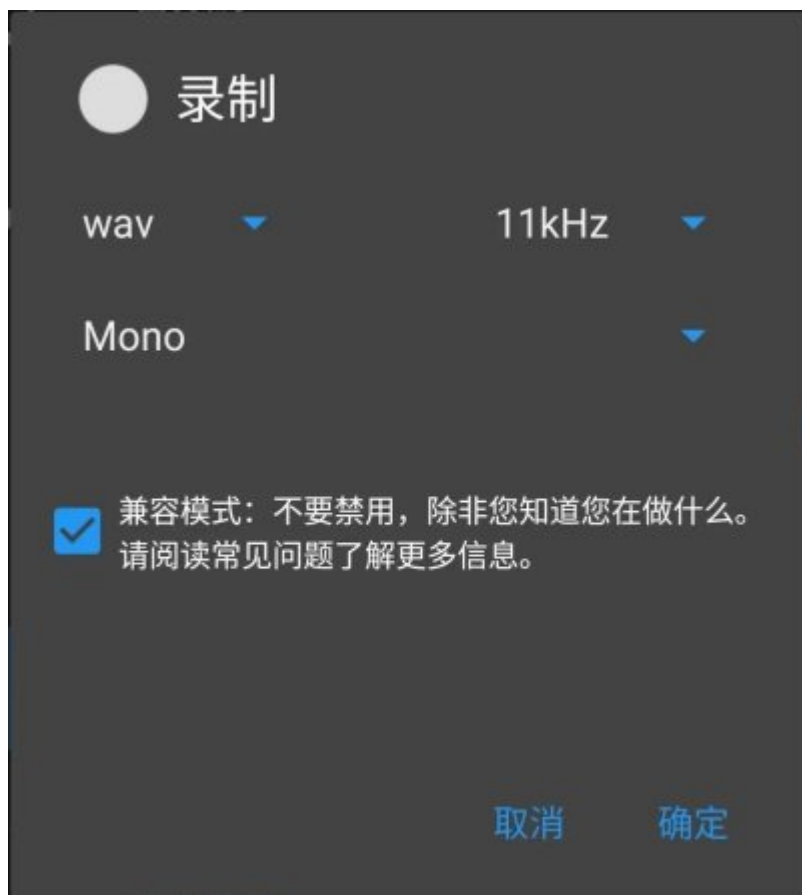 录制
wav 11kHz
Mono
兼容模式：不要禁用，除非您知道您在做什么。
请阅读常见问题了解更多信息。
取消 确定